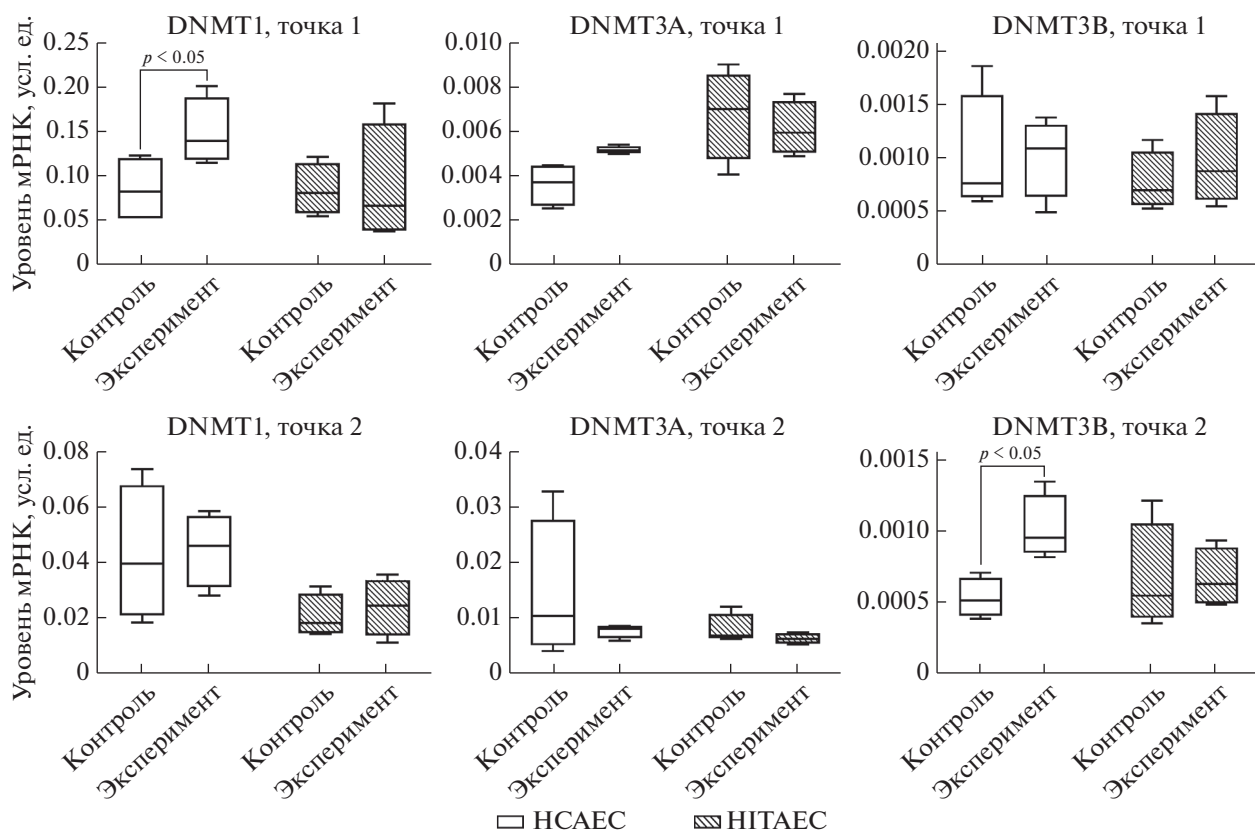 DNMT1, точка 1
DNMT3A, точка 1
DNMT3B, точка 1
Уровень мРНК, усл. ед.
0.25
0.20
0.15
0.10
0.05
0
p < 0.05
Контроль
Эксперимент
Контроль
Эксперимент
0.010
0.008
0.006
0.004
0.002
0
Контроль
Эксперимент
Контроль
Эксперимент
0.0020
0.0015
0.0010
0.0005
0
Контроль
Эксперимент
Контроль
Эксперимент
DNMT1, точка 2
DNMT3A, точка 2
DNMT3B, точка 2
Уровень мРНК, усл. ед.
0.08
0.06
0.04
0.02
0
Контроль
Эксперимент
Контроль
Эксперимент
0.04
0.03
0.02
0.01
0
Контроль
Эксперимент
Контроль
Эксперимент
0.0015
0.0010
0.0005
0
p < 0.05
Контроль
Эксперимент
Контроль
Эксперимент
HCAEC
HITAEC